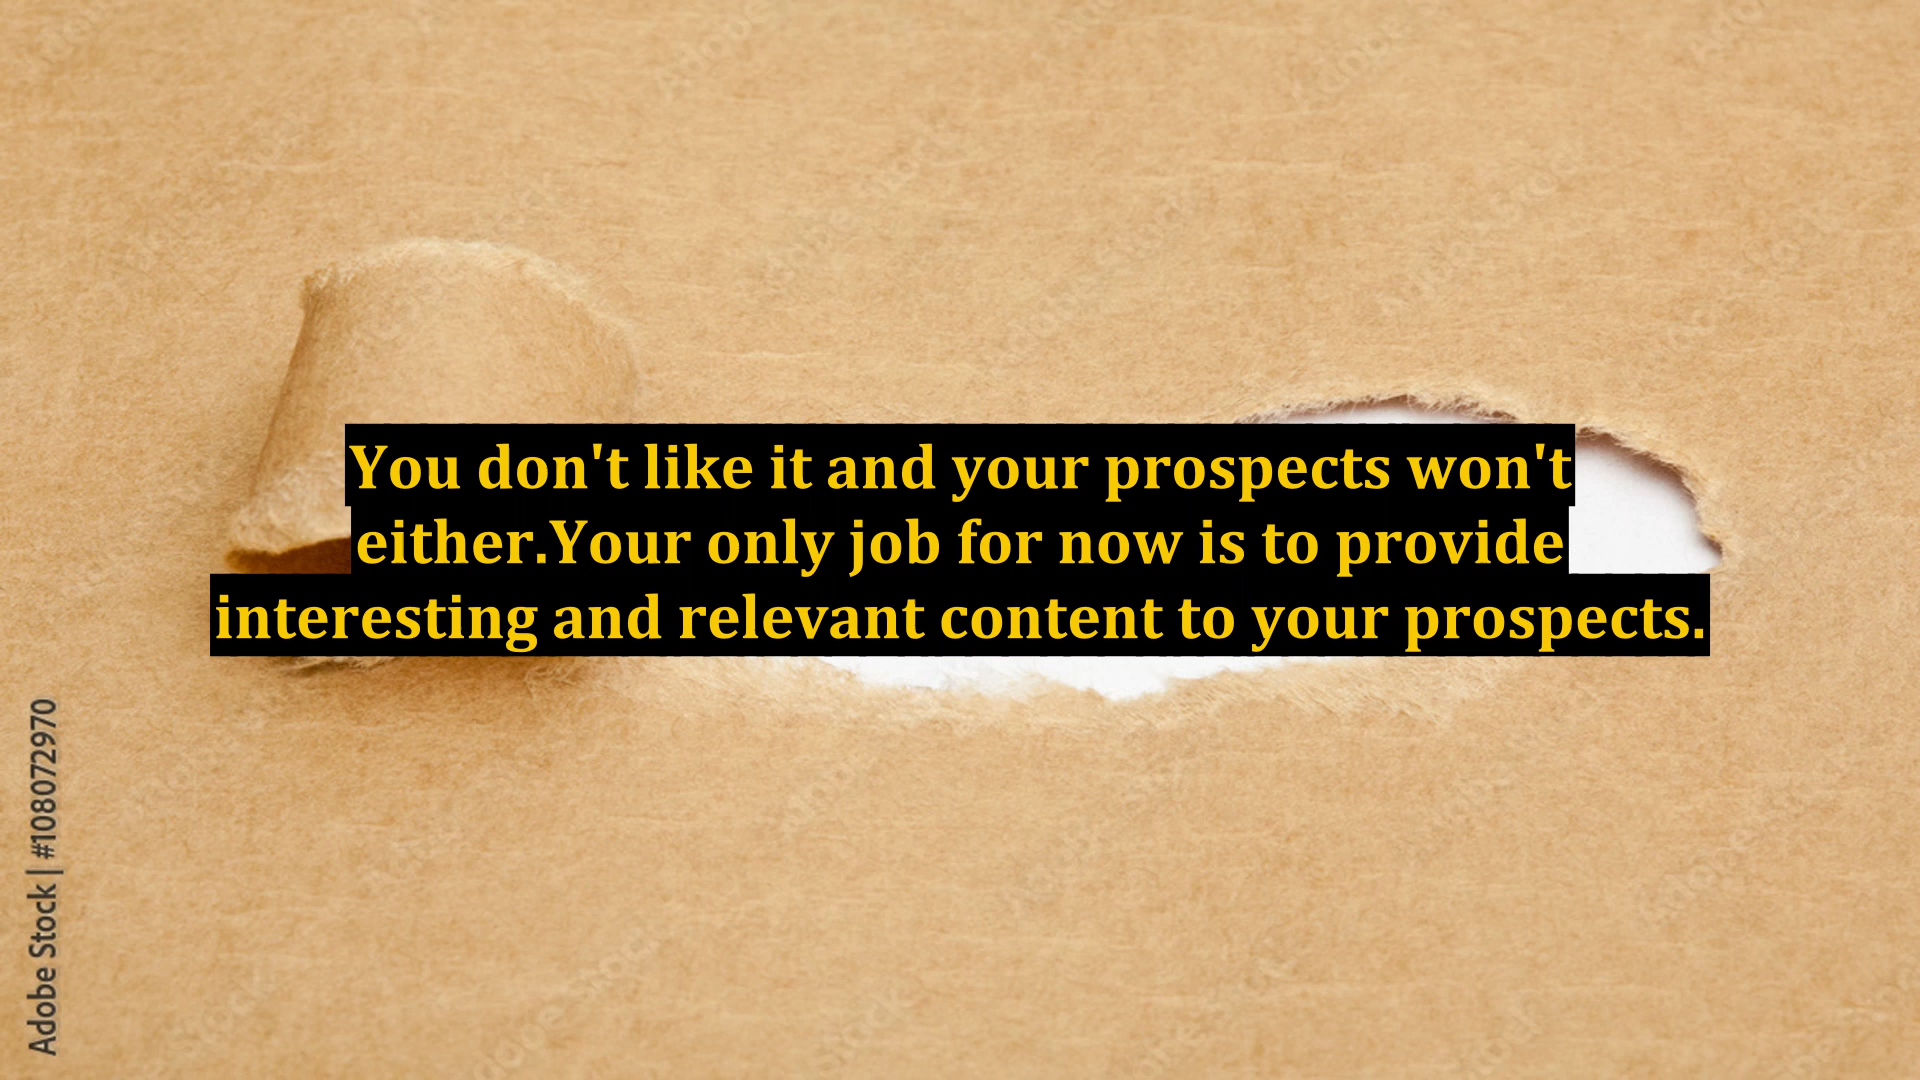 You don't like it and your prospects won't
either.Your only job for now is to provide
interesting and relevant content to your prospects.
Adobe Stock | #108072970